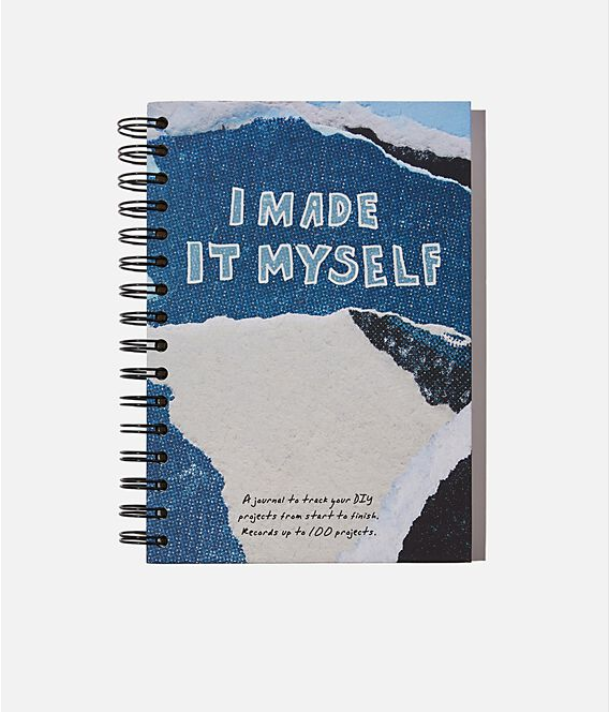 I MADE
IT MYSELF
A journal to track your DIY
projects from start to finish.
Records up to 100 projects.